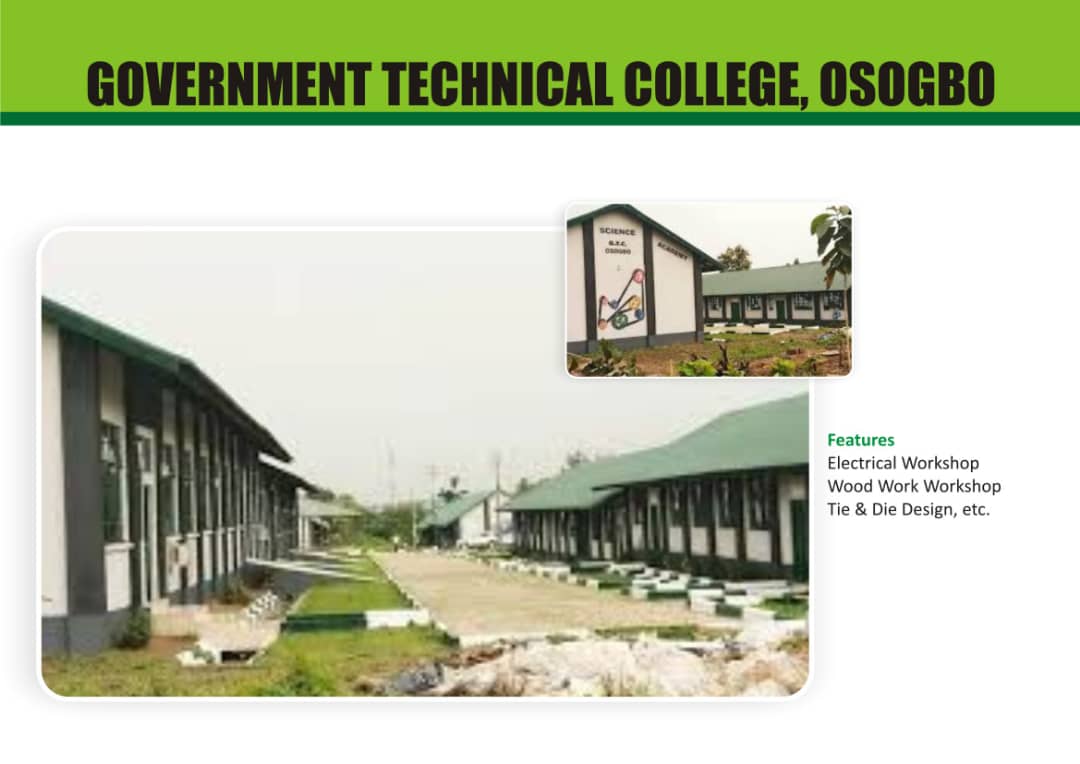 GOVERNMENT TECHNICAL COLLEGE, OSOGBO
SCIENCE
G.T.C.
OSOGBO
ACADEMY
Features
Electrical Workshop
Wood Work Workshop
Tie & Die Design, etc.